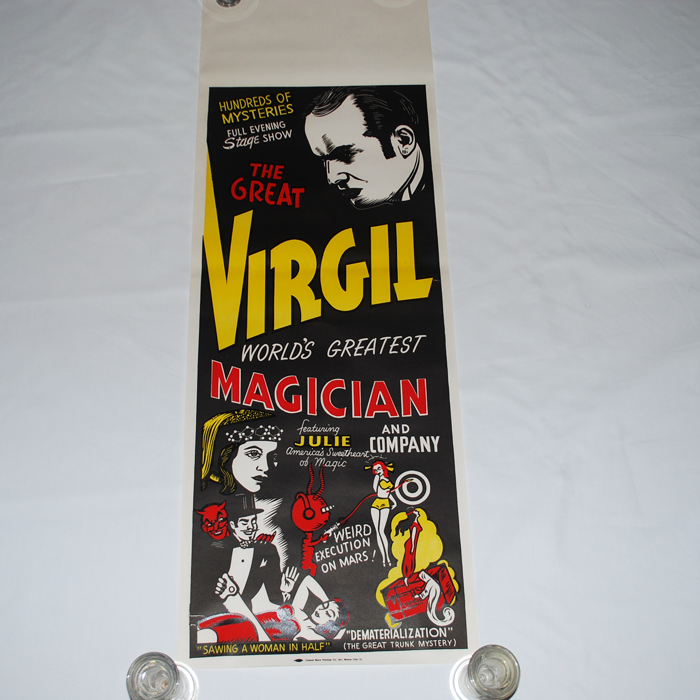 HUNDREDS OF
MYSTERIES
FULL EVENING
Stage SHOW
THE
GREAT
VIRGIL
WORLD'S GREATEST
MAGICIAN
featuring
JULIE
America's Sweetheart
of Magic
AND
COMPANY
WEIRD
EXECUTION
ON MARS!
"DEMATERIALIZATION"
(THE GREAT TRUNK MYSTERY)
"SAWING A WOMAN IN HALF"